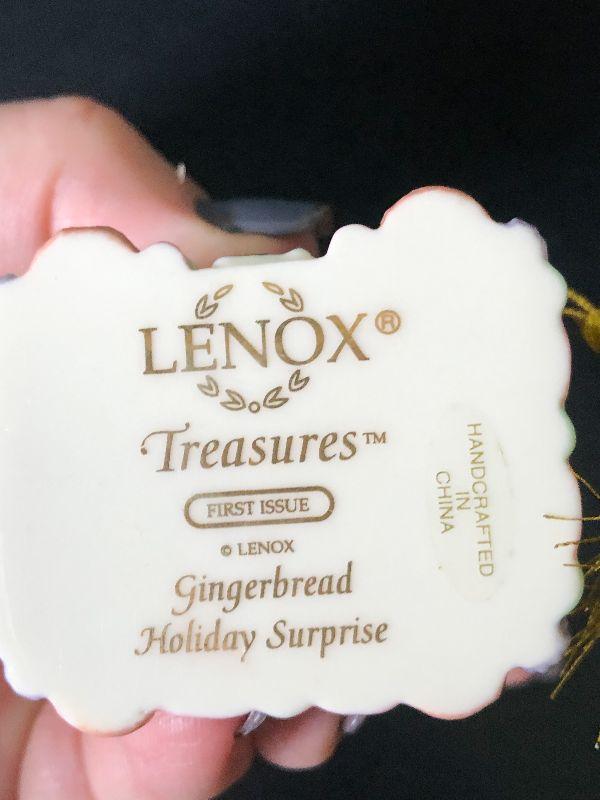 LENOX®
Treasures™
FIRST ISSUE
© LENOX
Gingerbread
Holiday Surprise
HANDCRAFTED
IN
CHINA